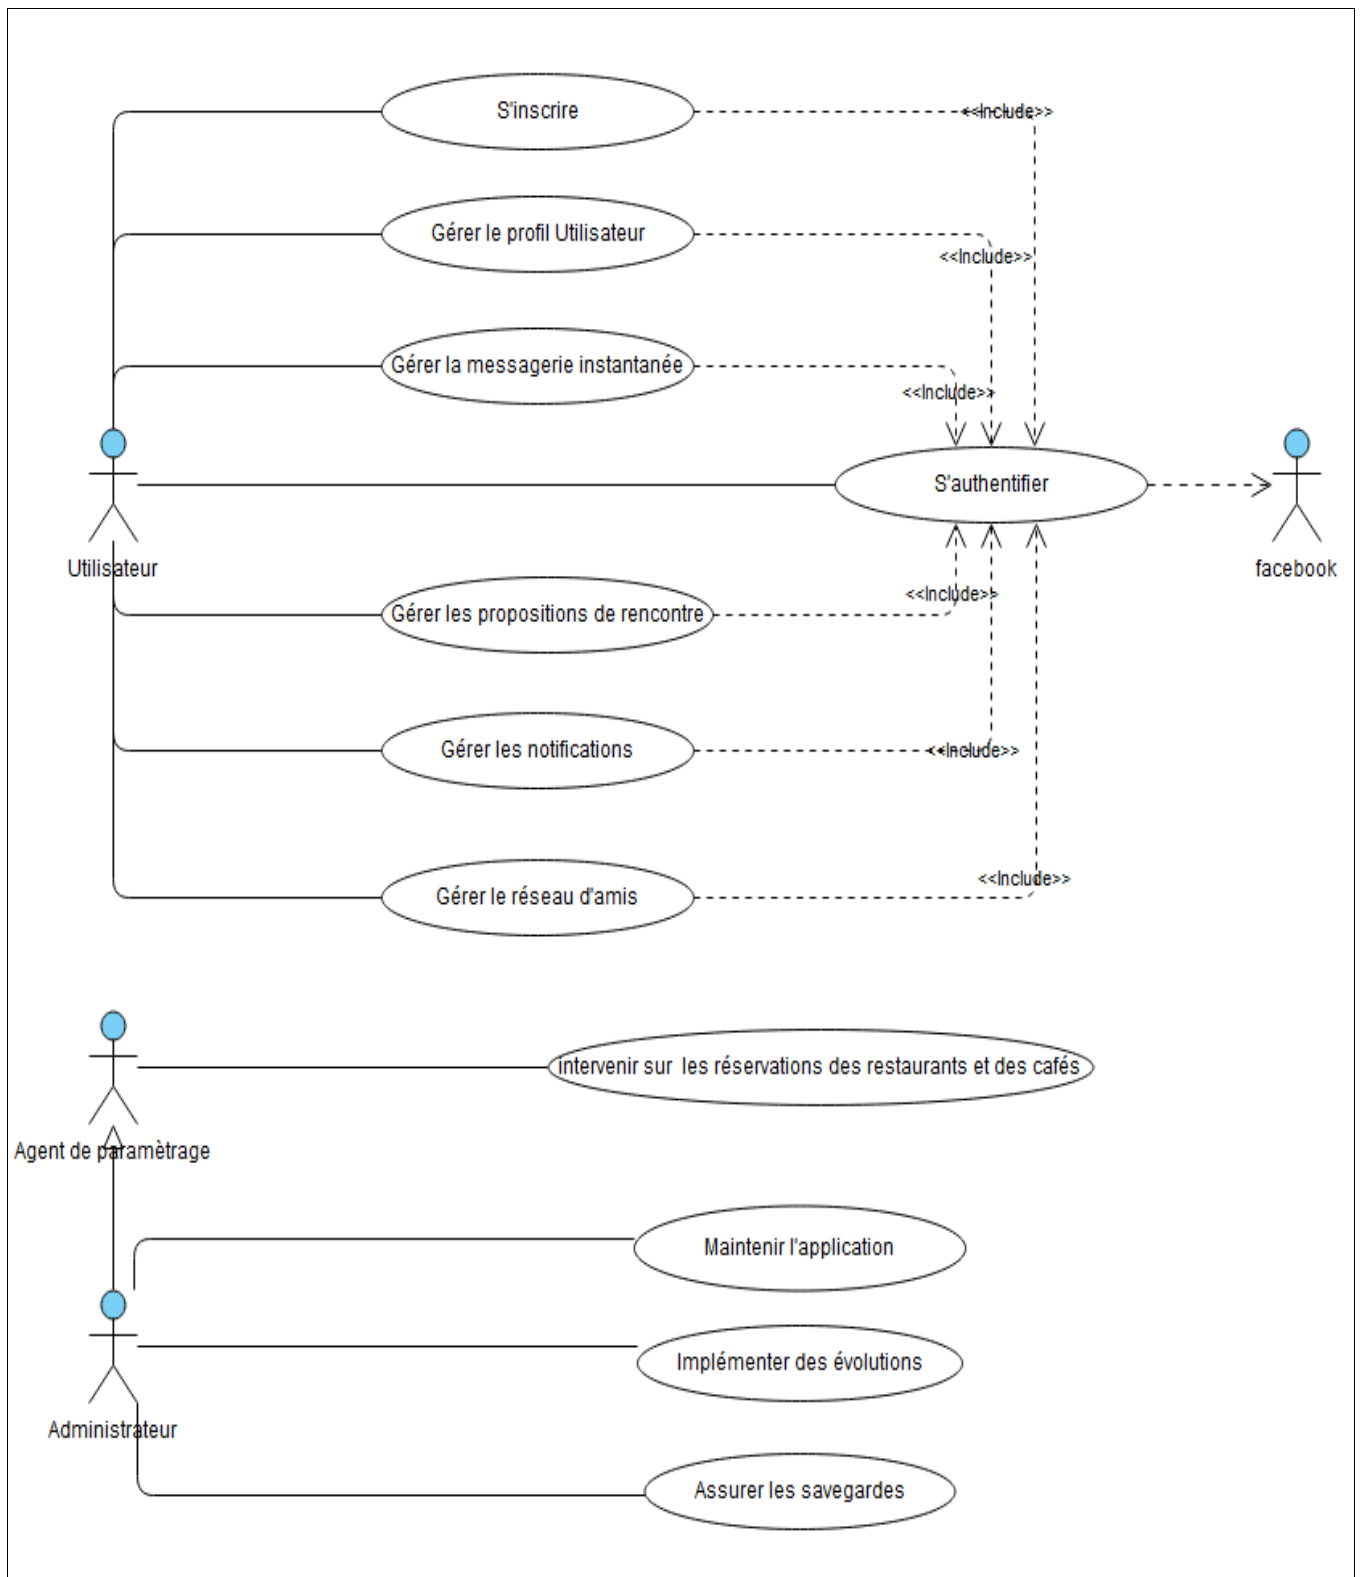 S'inscrire
<<Include>>
Gérer le profil Utilisateur
<<Include>>
Gérer la messagerie instantanée
<<Include>>
S'authentifier
Utilisateur
facebook
<<Include>>
Gérer les propositions de rencontre
Gérer les notifications
<<Include>>
Gérer le réseau d'amis
<<Include>>
intervenir sur les réservations des restaurants et des cafés
Agent de paramètrage
Maintenir l'application
Implémenter des évolutions
Administrateur
Assurer les savegardes